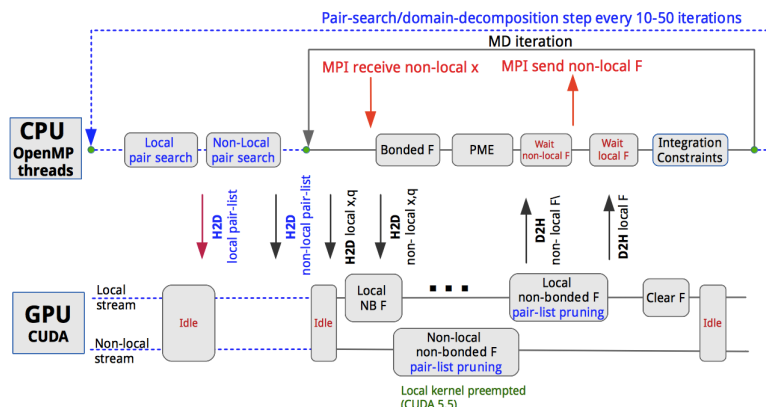 Pair-search/domain-decomposition step every 10-50 iterations
MD iteration
MPI receive non-local x
MPI send non-local F
CPU
OpenMP
threads
Local
pair search
Non-Local
pair search
Bonded F
PME
Wait
non-local F
Wait
local F
Integration
Constraints
H2D
local pair-list
H2D
non-local pair-list
H2D local x,q
H2D
non- local x,q
D2H
non- local F\
D2H local F
GPU
CUDA
Local
stream
Non-local
stream
Idle
Idle
Local
NB F
...
Local
non-bonded F
pair-list pruning
Clear F
Idle
Non-local
non-bonded F
pair-list pruning
Local kernel preempted
(CUDA 5.5)